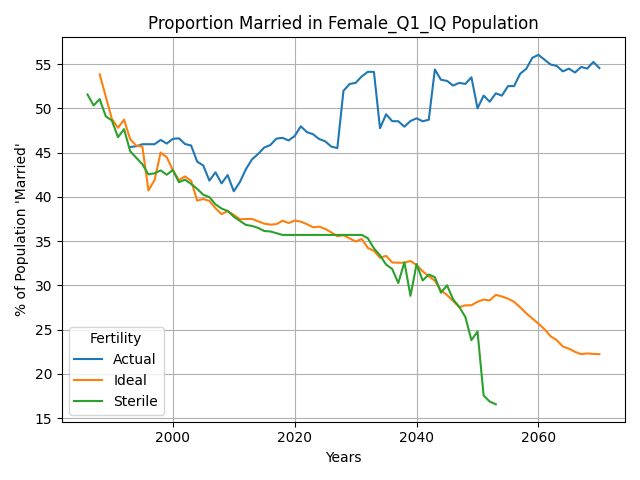 Proportion Married in Female_Q1_IQ Population
% of Population 'Married'
55
50
45
40
35
30
25
20
15
Fertility
Actual
Ideal
Sterile
2000
2020
2040
2060
Years